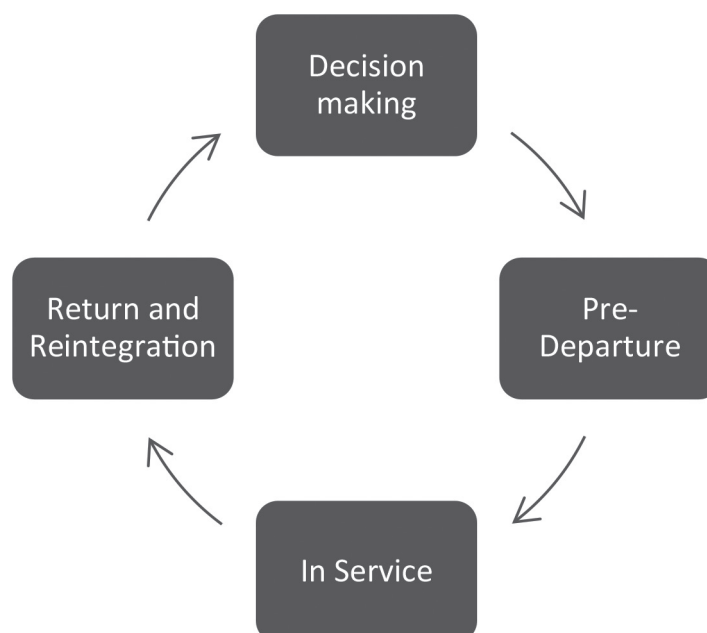 Decision
making
Pre-
Departure
In Service
Return and
Reintegration